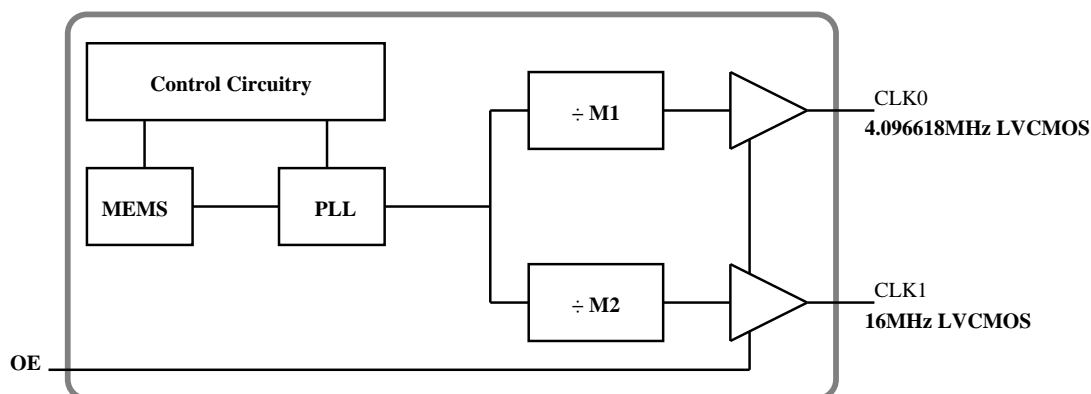 Control Circuitry
MEMS
PLL
÷ M1
÷ M2
CLK0
4.096618MHz LVCMOS
CLK1
16MHz LVCMOS
OE